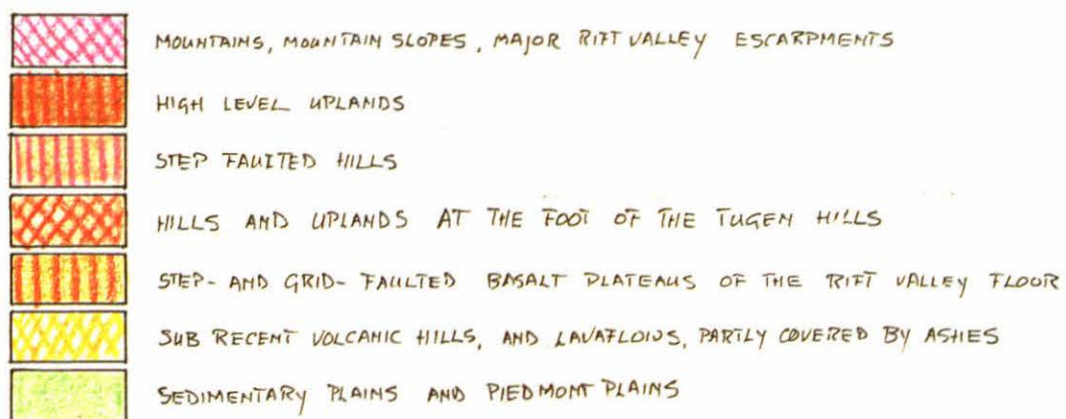 MOUNTAINS, MOUNTAIN SLOPES, MAJOR RIFT VALLEY ESCARPMENTS
HIGH LEVEL UPLANDS
STEP FAULTED HILLS
HILLS AND UPLANDS AT THE FOOT OF THE TUGEN HILLS
STEP- AND GRID- FAULTED BASALT PLATEAUS OF THE RIFT VALLEY FLOOR
SUB RECENT VOLCANIC HILLS, AND LAVAFLOWS, PARTLY COVERED BY ASHES
SEDIMENTARY PLAINS AND PIEDMONT PLAINS